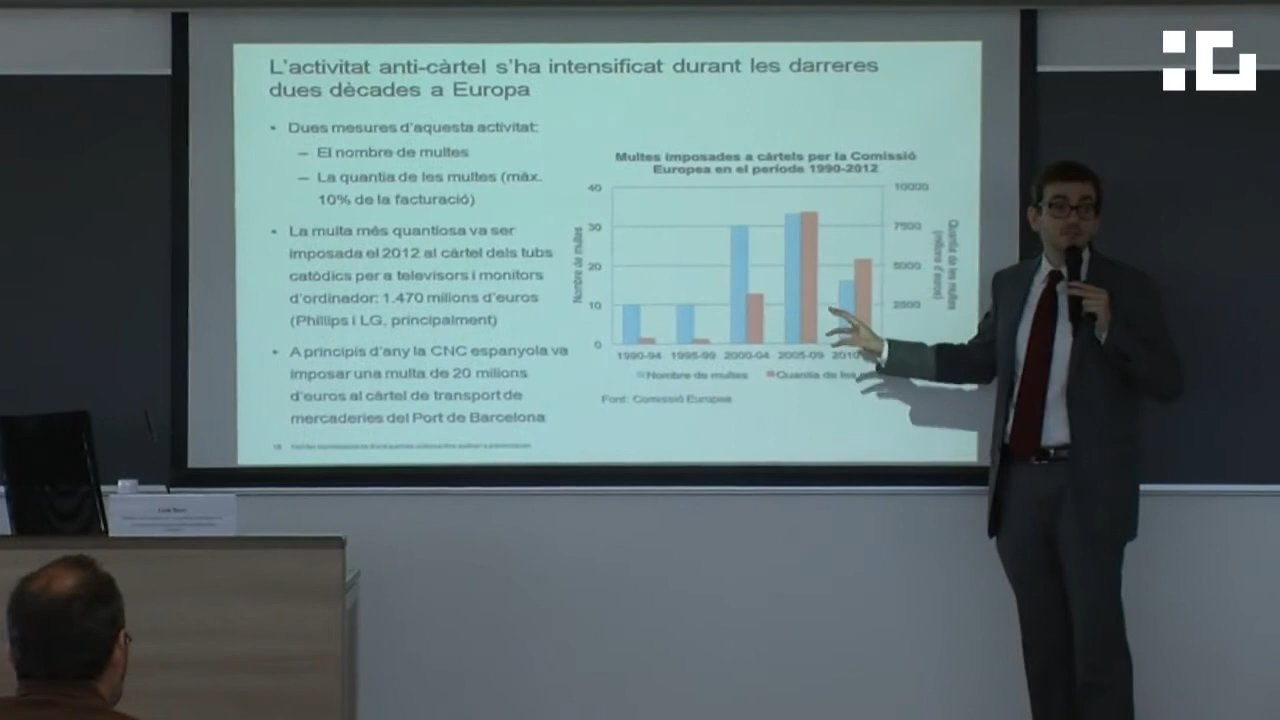 L'activitat anti-càrtel s'ha intensificat durant les darreres
dues dècades a Europa
• Dues mesures d'aquesta activitat:
– El nombre de multes
– La quantia de les multes (màx.
10% de la facturació)
• La multa més quantiosa va ser
imposada el 2012 al càrtel dels tubs
catòdics per a televisors i monitors
d'ordinador: 1.470 milions d'euros
(Phillips i LG, principalment)
• A principis d'any la CNC espanyola va
imposar una multa de 20 milions
d'euros al càrtel de transport de
mercaderies del Port de Barcelona
Multes imposades a càrtels per la Comissió
Europea en el període 1990-2012
40
30
20
10
0
Nombre de multes
10000
7500
5000
2500
Quantia de les multes
(milions d'euros)
1990-94 1995-99 2000-04 2005-09 2010
Nombre de multes Quantia de les
Font: Comissió Europea